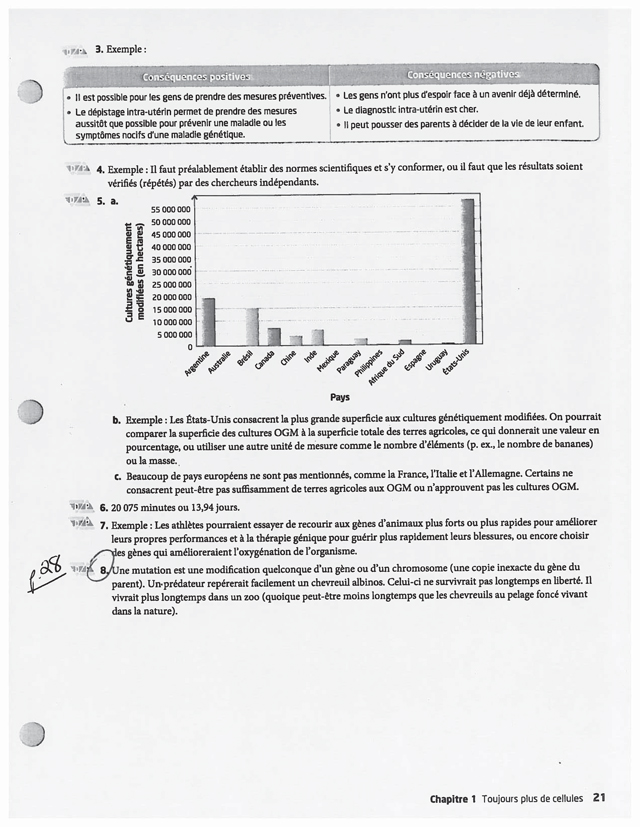 3. Exemple :
Conséquences positives
Conséquences négatives
• Il est possible pour les gens de prendre des mesures préventives.
• Le dépistage intra-utérin permet de prendre des mesures
aussitôt que possible pour prévenir une maladie ou les
symptômes nocifs d'une maladie génétique.
• Les gens n'ont plus d'espoir face à un avenir déjà déterminé.
• Le diagnostic intra-utérin est cher.
• Il peut pousser des parents à décider de la vie de leur enfant.
4. Exemple : Il faut préalablement établir des normes scientifiques et s'y conformer, ou il faut que les résultats soient
vérifiés (répétés) par des chercheurs indépendants.
5. a.
Cultures génétiquement
modifiées (en hectares)
55 000 000
50 000 000
45 000 000
40 000 000
35 000 000
30 000 000
25 000 000
20 000 000
15 000 000
10 000 000
5 000 000
0
Argentine
Australie
Brésil
Canada
Chine
Inde
Mexique
Paraguay
Philippines
Afrique du Sud
Espagne
Uruguay
États-Unis
Pays
b. Exemple : Les États-Unis consacrent la plus grande superficie aux cultures génétiquement modifiées. On pourrait
comparer la superficie des cultures OGM à la superficie totale des terres agricoles, ce qui donnerait une valeur en
pourcentage, ou utiliser une autre unité de mesure comme le nombre d'éléments (p. ex., le nombre de bananes)
ou la masse.
c. Beaucoup de pays européens ne sont pas mentionnés, comme la France, l'Italie et l'Allemagne. Certains ne
consacrent peut-être pas suffisamment de terres agricoles aux OGM ou n'approuvent pas les cultures OGM.
6. 20 075 minutes ou 13,94 jours.
7. Exemple : Les athlètes pourraient essayer de recourir aux gènes d'animaux plus forts ou plus rapides pour améliorer
leurs propres performances et à la thérapie génique pour guérir plus rapidement leurs blessures, ou encore choisir
des gènes qui amélioreraient l'oxygénation de l'organisme.
p. 28
8. Une mutation est une modification quelconque d'un gène ou d'un chromosome (une copie inexacte du gène du
parent). Un prédateur repérerait facilement un chevreuil albinos. Celui-ci ne survivrait pas longtemps en liberté. Il
vivrait plus longtemps dans un zoo (quoique peut-être moins longtemps que les chevreuils au pelage foncé vivant
dans la nature).
Chapitre 1 Toujours plus de cellules 21